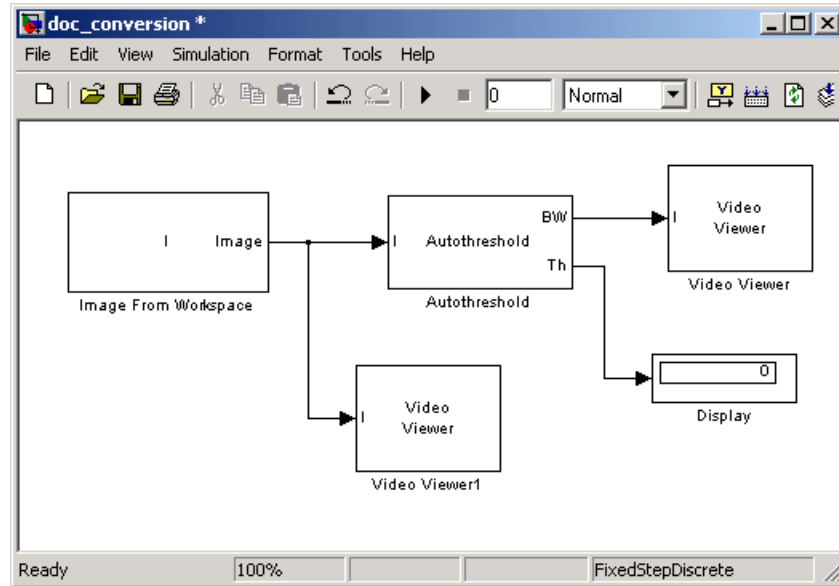 doc_conversion *
File Edit View Simulation Format Tools Help
0 Normal
I Image
Image From Workspace
I Autothreshold BW Th
Autothreshold
I Video Viewer
Video Viewer
0
Display
I Video Viewer
Video Viewer1
Ready 100% FixedStepDiscrete